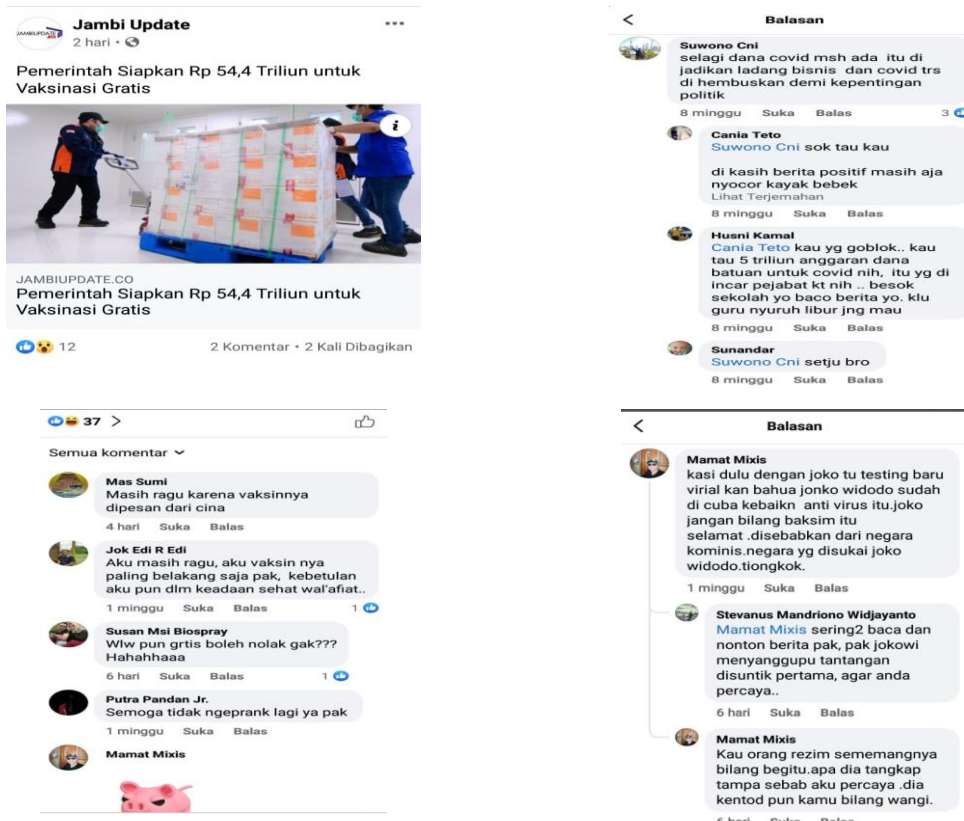 JAMBIUPDATE
Jambi Update
2 hari
Pemerintah Siapkan Rp 54,4 Triliun untuk
Vaksinasi Gratis
i
JAMBIUPDATE.CO
Pemerintah Siapkan Rp 54,4 Triliun untuk
Vaksinasi Gratis
12
2 Komentar • 2 Kali Dibagikan
Balasan
Suwono Cni
selagi dana covid msh ada itu di
jadikan ladang bisnis dan covid trs
di hembuskan demi kepentingan
politik
8 minggu Suka Balas 3
Cania Teto
Suwono Cni sok tau kau
di kasih berita positif masih aja
nyocor kayak bebek
Lihat Terjemahan
8 minggu Suka Balas
Husni Kamal
Cania Teto kau yg goblok.. kau
tau 5 triliun anggaran dana
batuan untuk covid nih, itu yg di
incar pejabat kt nih .. besok
sekolah yo baco berita yo. klu
guru nyuruh libur jng mau
8 minggu Suka Balas
Sunandar
Suwono Cni setju bro
8 minggu Suka Balas
37
Semua komentar
Mas Sumi
Masih ragu karena vaksinnya
dipesan dari cina
4 hari Suka Balas
Jok Edi R Edi
Aku masih ragu, aku vaksin nya
paling belakang saja pak, kebetulan
aku pun dlm keadaan sehat wal'afiat..
1 minggu Suka Balas 1
Susan Msi Biospray
Wlw pun grtis boleh nolak gak???
Hahahhaaa
6 hari Suka Balas 1
Putra Pandan Jr.
Semoga tidak ngeprank lagi ya pak
1 minggu Suka Balas
Mamat Mixis
Balasan
Mamat Mixis
kasi dulu dengan joko tu testing baru
virial kan bahua jonko widodo sudah
di cuba kebaikn anti virus itu.joko
jangan bilang baksim itu
selamat .disebabkan dari negara
kominis.negara yg disukai joko
widodo.tiongkok.
1 minggu Suka Balas
Stevanus Mandriono Widjayanto
Mamat Mixis sering2 baca dan
nonton berita pak, pak jokowi
menyanggupu tantangan
disuntik pertama, agar anda
percaya..
6 hari Suka Balas
Mamat Mixis
Kau orang rezim sememangnya
bilang begitu.apa dia tangkap
tampa sebab aku percaya .dia
kentod pun kamu bilang wangi.
6 hari Suka Balas